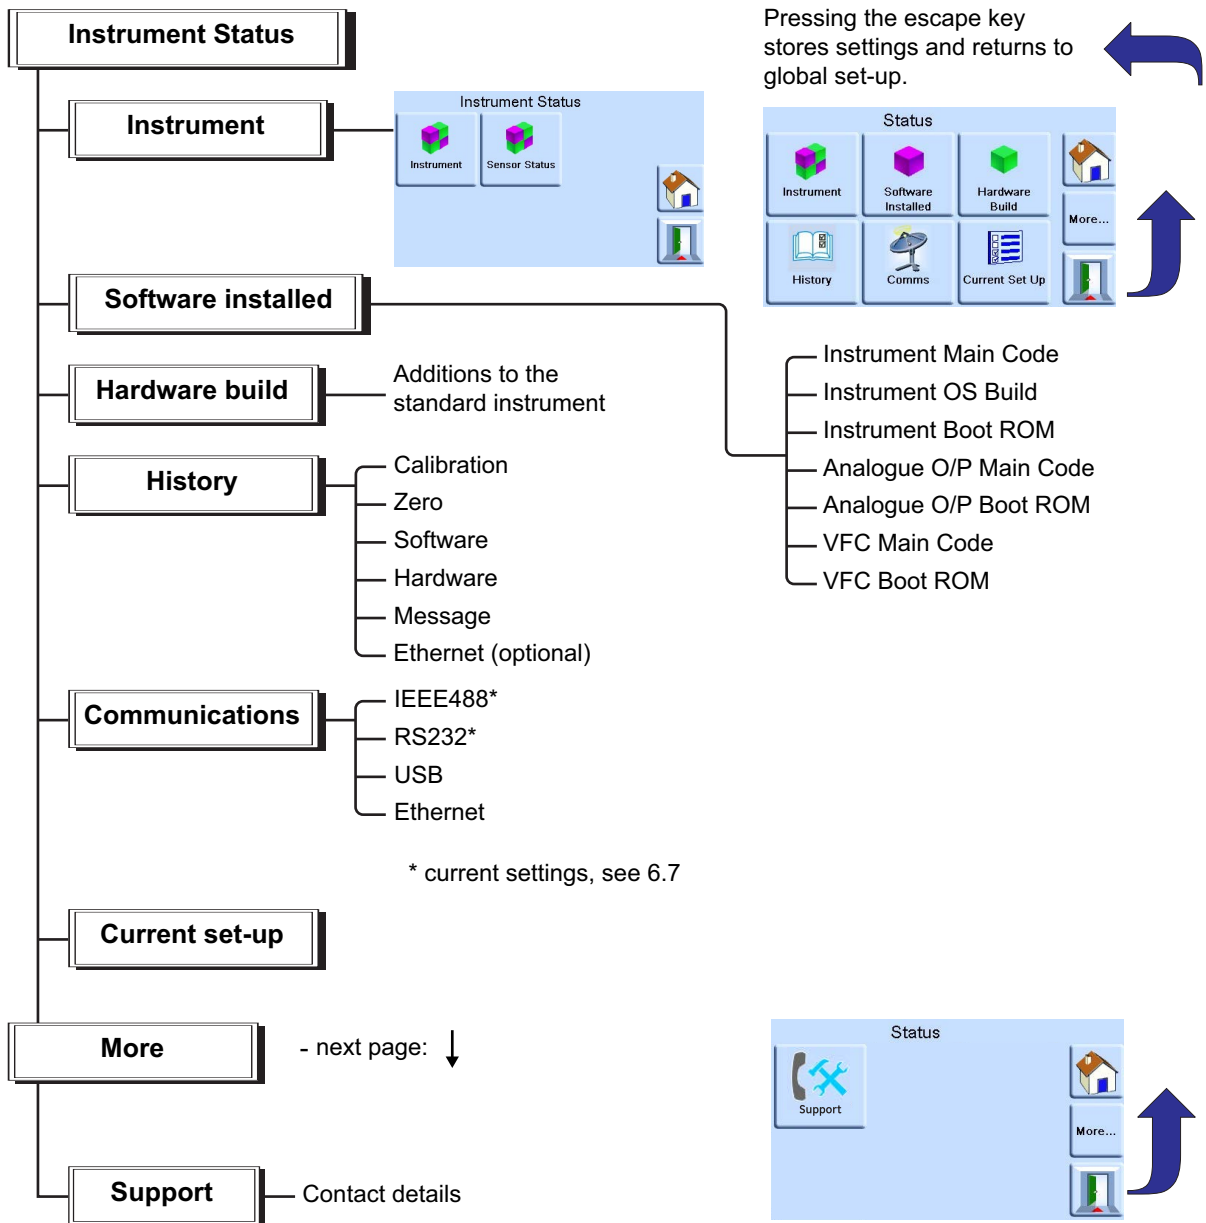 Instrument Status
Pressing the escape key
stores settings and returns to
global set-up.
Instrument
Instrument Status
Instrument
Sensor Status
Status
Instrument
Software
Installed
Hardware
Build
More...
History
Comms
Current Set Up
Software installed
Instrument Main Code
Instrument OS Build
Instrument Boot ROM
Analogue O/P Main Code
Analogue O/P Boot ROM
VFC Main Code
VFC Boot ROM
Hardware build
Additions to the
standard instrument
History
Calibration
Zero
Software
Hardware
Message
Ethernet (optional)
Communications
IEEE488*
RS232*
USB
Ethernet
* current settings, see 6.7
Current set-up
More
- next page:
Status
Support
More...
Support
Contact details